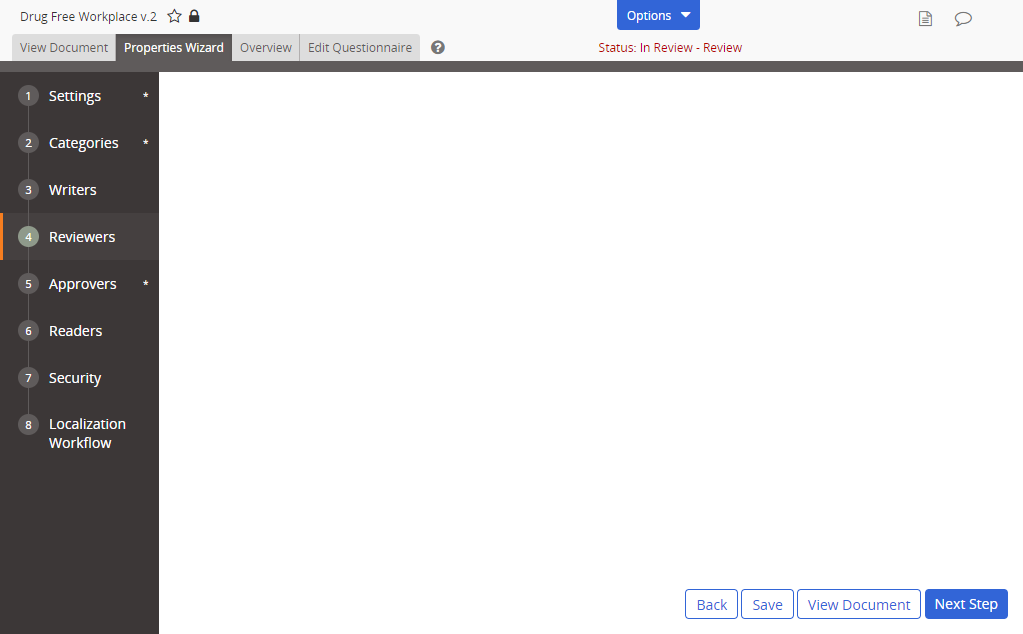 Drug Free Workplace v.2
Options
View Document
Properties Wizard
Overview
Edit Questionnaire
?
Status: In Review - Review
1 Settings *
2 Categories *
3 Writers
4 Reviewers
5 Approvers *
6 Readers
7 Security
8 Localization
Workflow
Back
Save
View Document
Next Step